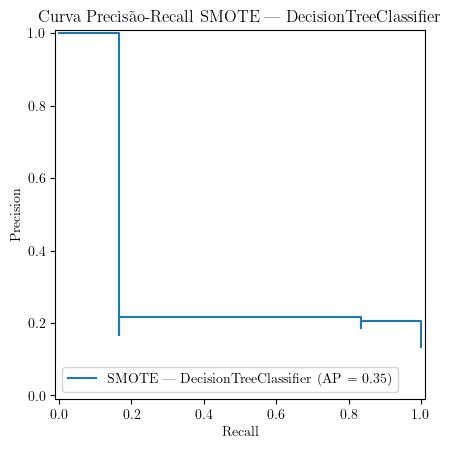 Curva Precisão-Recall SMOTE — DecisionTreeClassifier
1.0
0.8
0.6
0.4
0.2
0.0
Precision
SMOTE — DecisionTreeClassifier (AP = 0.35)
0.0 0.2 0.4 0.6 0.8 1.0
Recall